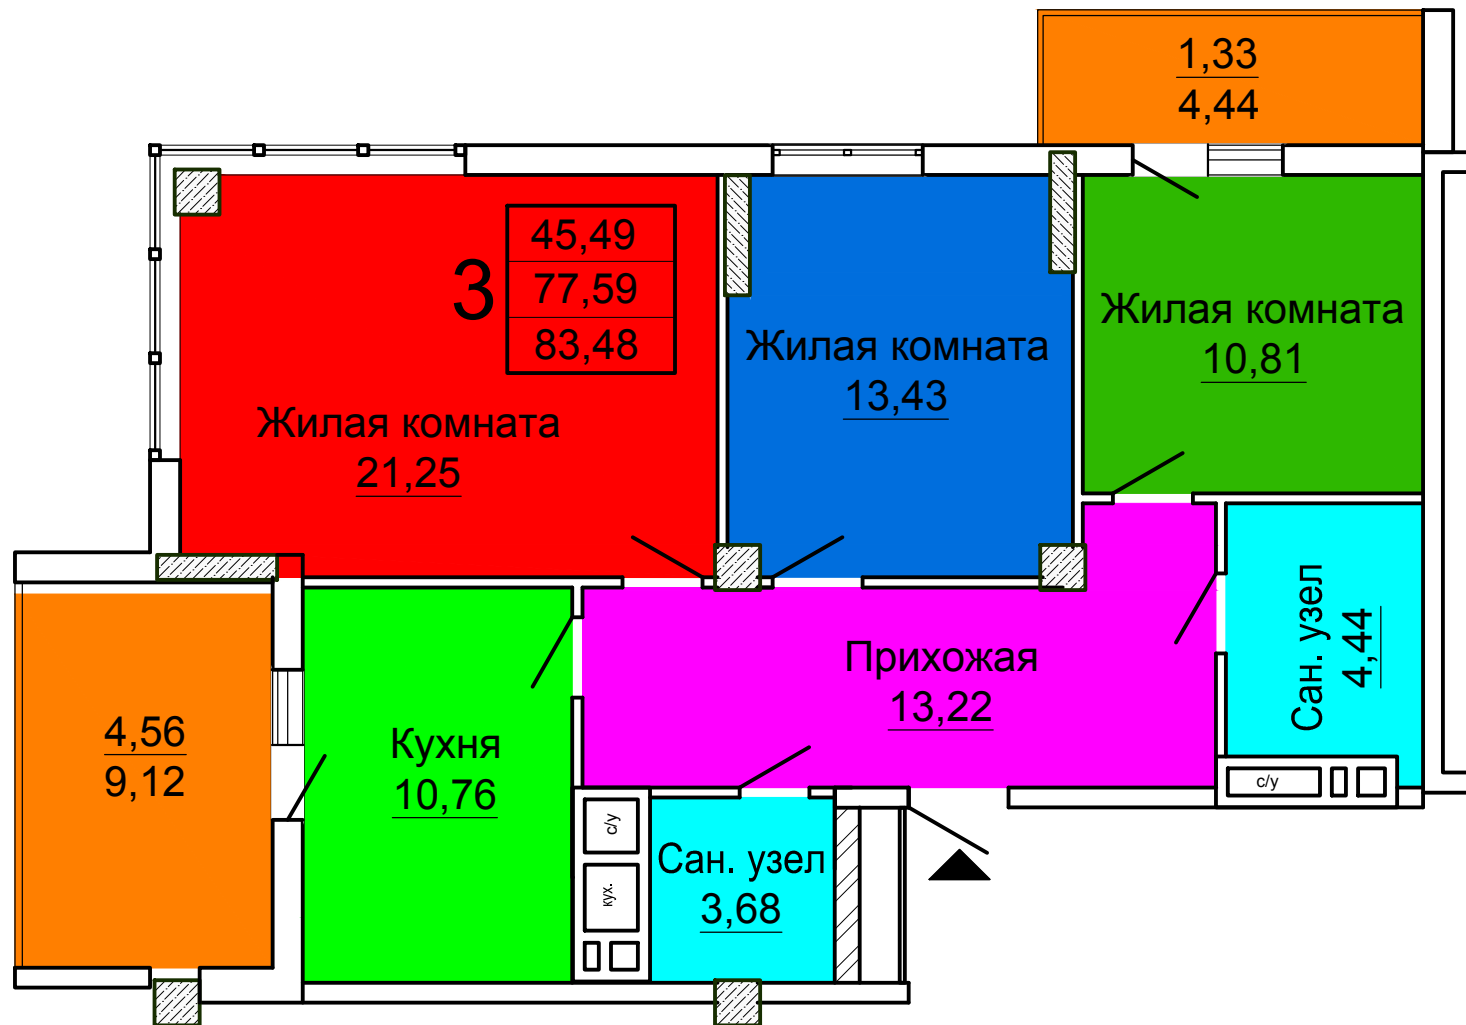 1,33
4,44
3
45,49
77,59
83,48
Жилая комната
21,25
Жилая комната
13,43
Жилая комната
10,81
Прихожая
13,22
Сан. узел
4,44
с/у
4,56
9,12
Кухня
10,76
с/у
кух.
Сан. узел
3,68